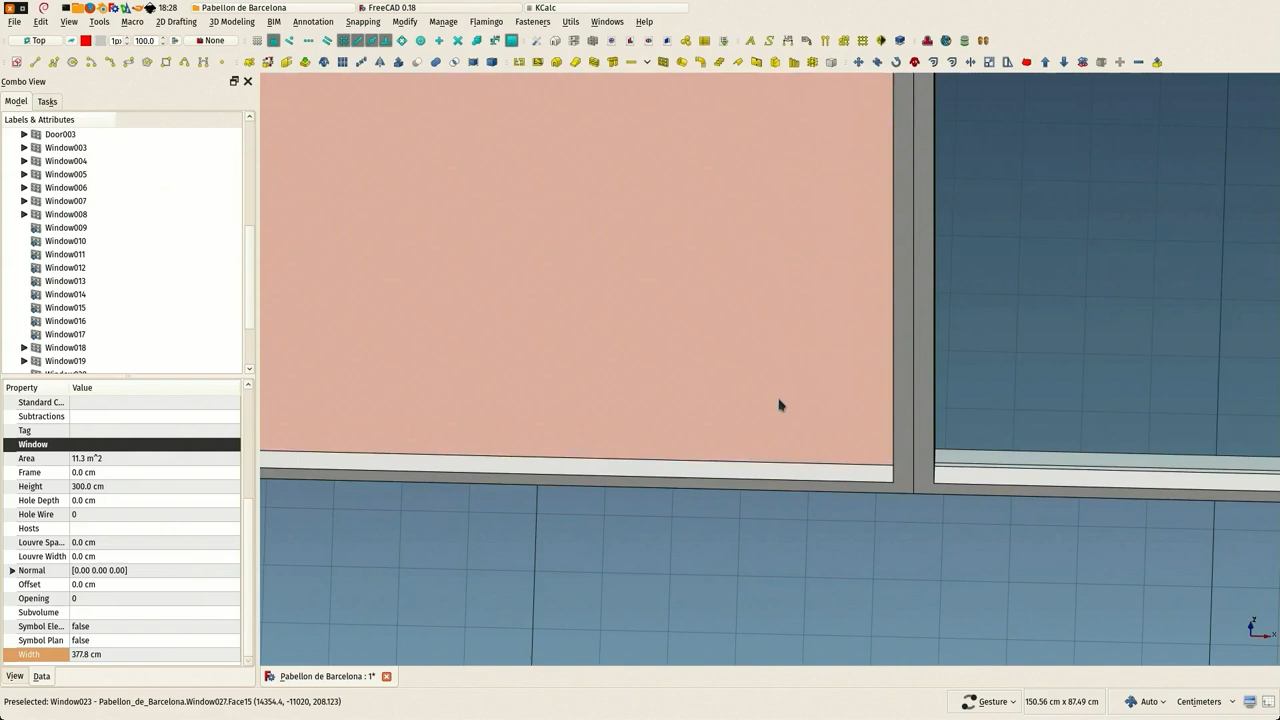 18:28 Pabellon de Barcelona FreeCAD 0.18 KCalc
File Edit View Tools Macro 2D Drafting 3D Modeling BIM Annotation Snapping Modify Manage Flamingo Fasteners Utils Windows Help
Top 1p 100.0 None
Combo View
Model Tasks
Labels & Attributes
Door003
Window003
Window004
Window005
Window006
Window007
Window008
Window009
Window010
Window011
Window012
Window013
Window014
Window015
Window016
Window017
Window018
Window019
Property Value
Standard C...
Subtractions
Tag
Window
Area 11.3 m^2
Frame 0.0 cm
Height 300.0 cm
Hole Depth 0.0 cm
Hole Wire 0
Hosts
Louvre Spa... 0.0 cm
Louvre Width 0.0 cm
Normal [0.00 0.00 0.00]
Offset 0.0 cm
Opening 0
Subvolume
Symbol Ele... false
Symbol Plan false
Width 377.8 cm
z
x
View Data Pabellon de Barcelona : 1*
Preselected: Window023 - Pabellon_de_Barcelona.Window027.Face15 (14354.4, -11020, 208.123) Gesture 150.56 cm x 87.49 cm Auto Centimeters